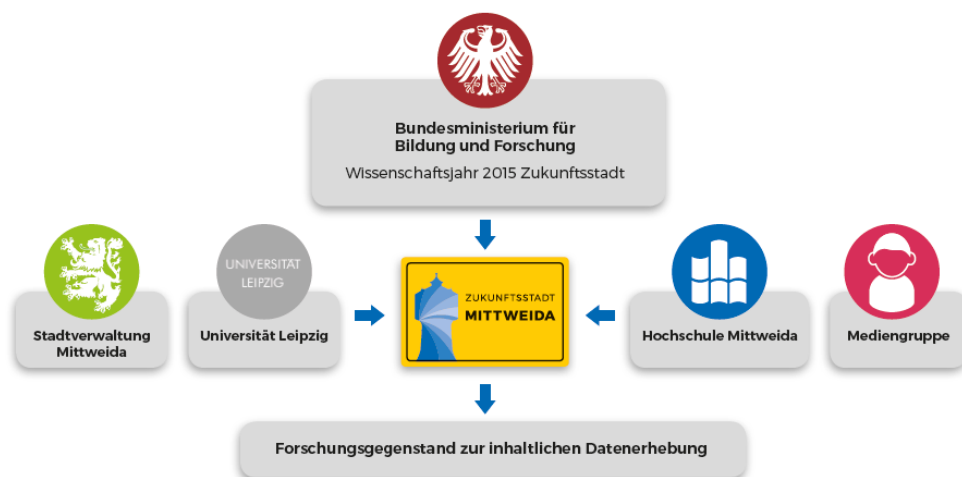 Bundesministerium für
Bildung und Forschung
Wissenschaftsjahr 2015 Zukunftsstadt
UNIVERSITÄT
LEIPZIG
ZUKUNFTSSTADT
MITTWEIDA
Stadtverwaltung
Mittweida
Universität Leipzig
Hochschule Mittweida
Mediengruppe
Forschungsgegenstand zur inhaltlichen Datenerhebung